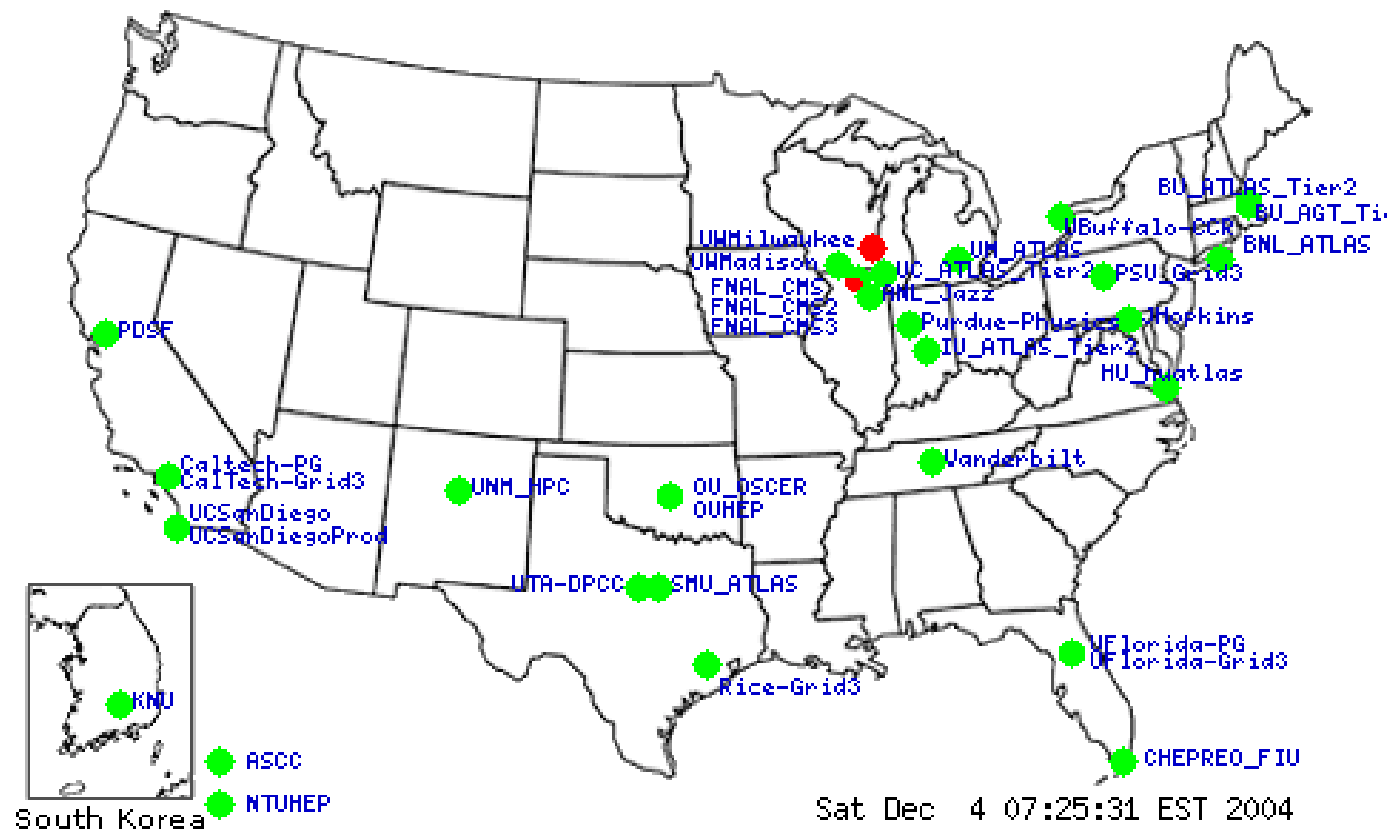 BU_ATLAS_Tier2
BU_AGT_Ti
UBuffalo-CCR
UWMilwaukee
BNL_ATLAS
UM_ATLAS
UWMadison
UC_ATLAS_Tier2
PSU_Grid3
FNAL_CMS
ANL_Jazz
FNAL_CMS2
FNAL_CMS3
Purdue-Physics
JHopkins
PDSF
IU_ATLAS_Tier2
HU_huatlas
Vanderbilt
Caltech-PG
CalTech-Grid3
UNM_HPC
OU_OSCER
OUHEP
UCSanDiego
UCSanDiegoProd
UTA-DPCC
SMU_ATLAS
UFlorida-PG
UFlorida-Grid3
Rice-Grid3
KNU
ASCC
CHEPREO_FIU
NTUHEP
South Korea
Sat Dec 4 07:25:31 EST 2004